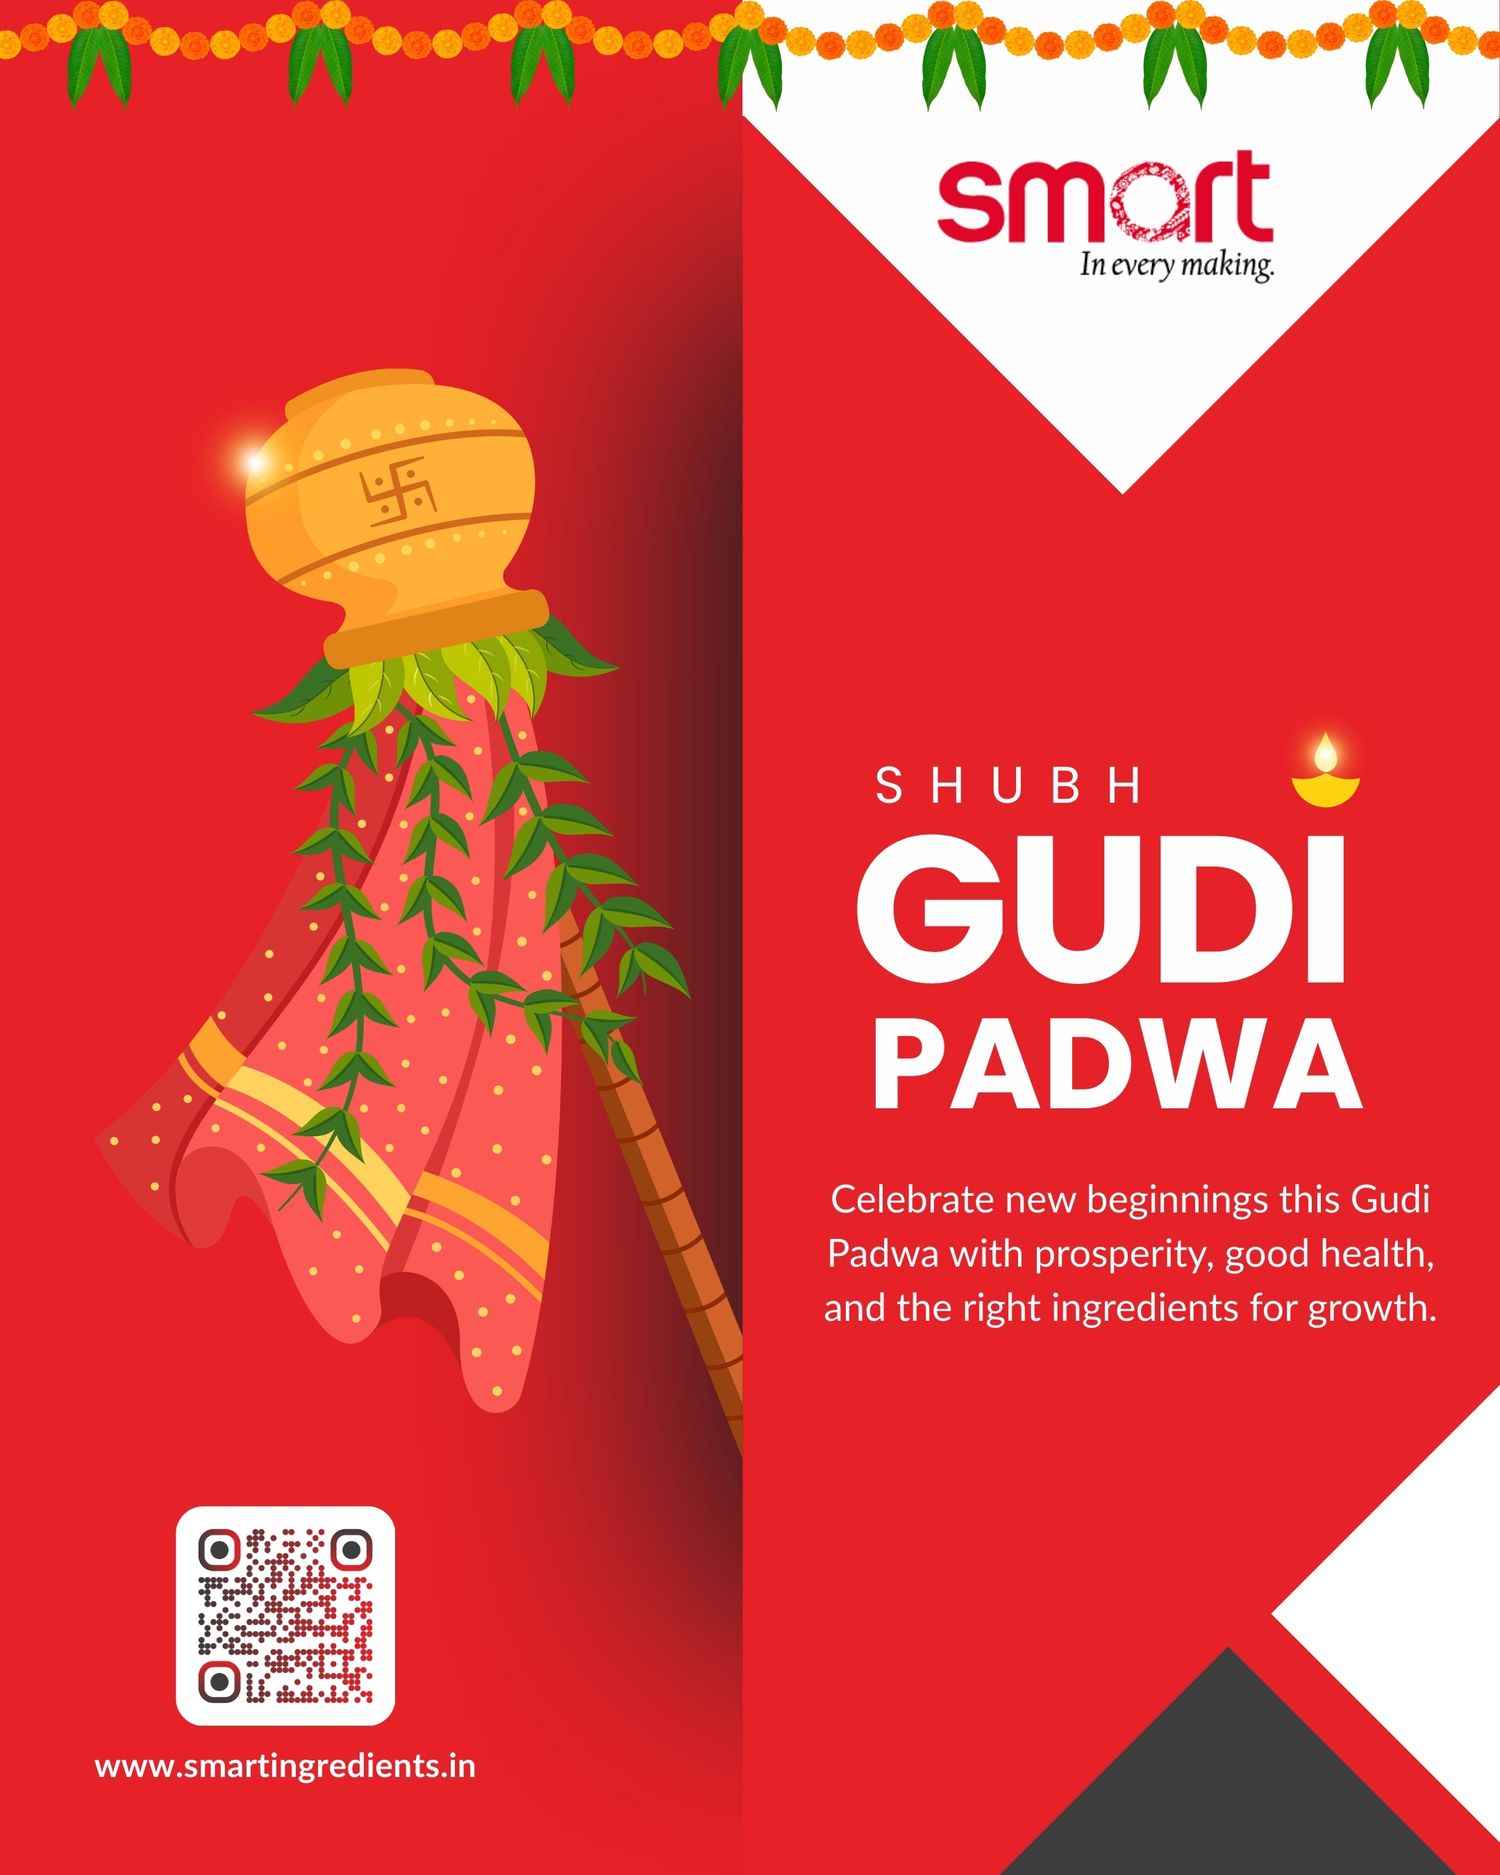 smart
In every making.
SHUBH
GUDI
PADWA
Celebrate new beginnings this Gudi
Padwa with prosperity, good health,
and the right ingredients for growth.
www.smartingredients.in